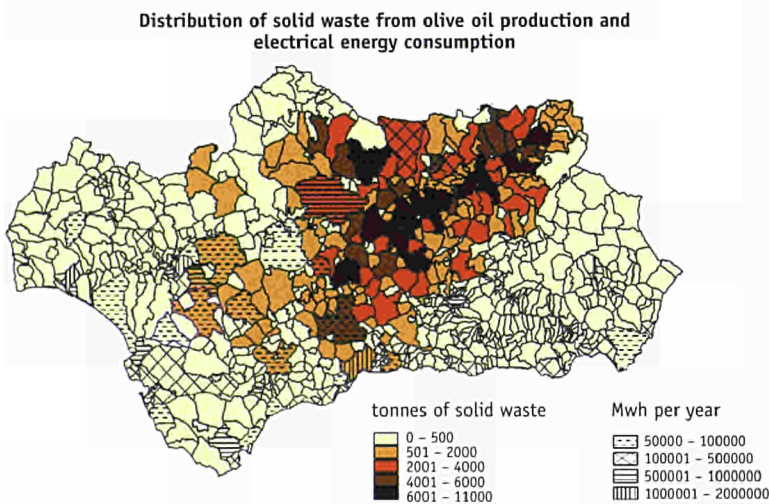 Distribution of solid waste from olive oil production and
electrical energy consumption
tonnes of solid waste
0 – 500
501 – 2000
2001 – 4000
4001 – 6000
6001 – 11000
Mwh per year
50000 – 100000
100001 – 500000
500001 – 1000000
1000001 – 2000000